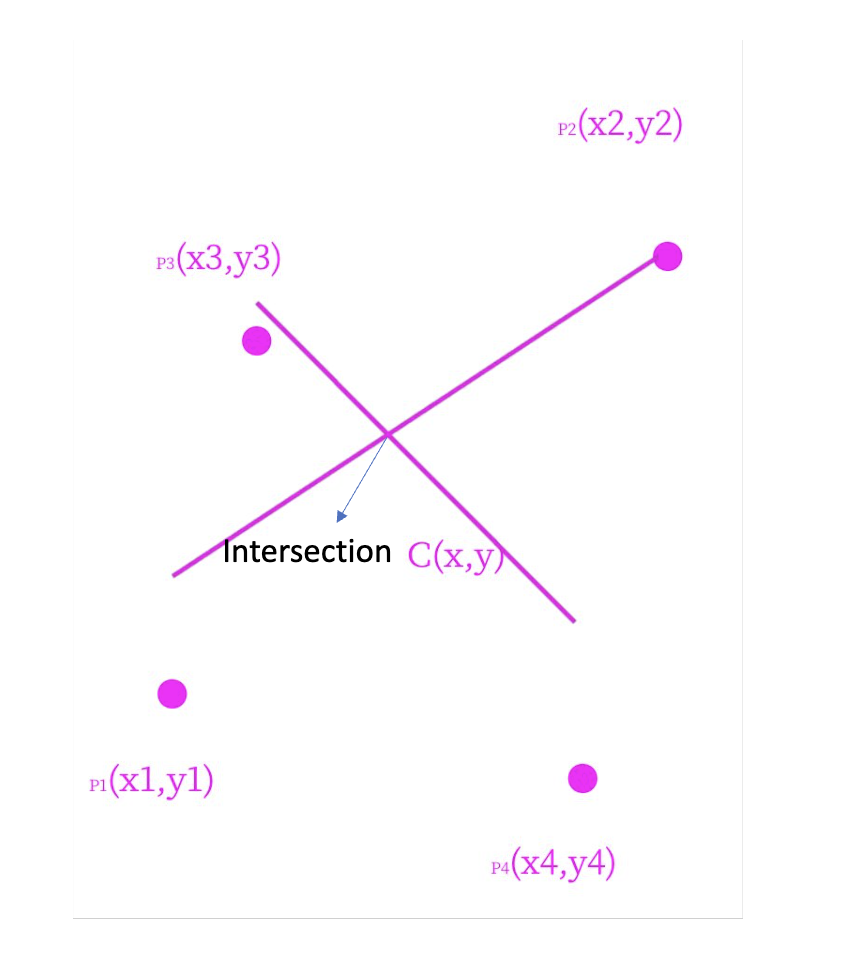 P2(x2,y2)
P3(x3,y3)
Intersection C(x,y)
P1(x1,y1)
P4(x4,y4)